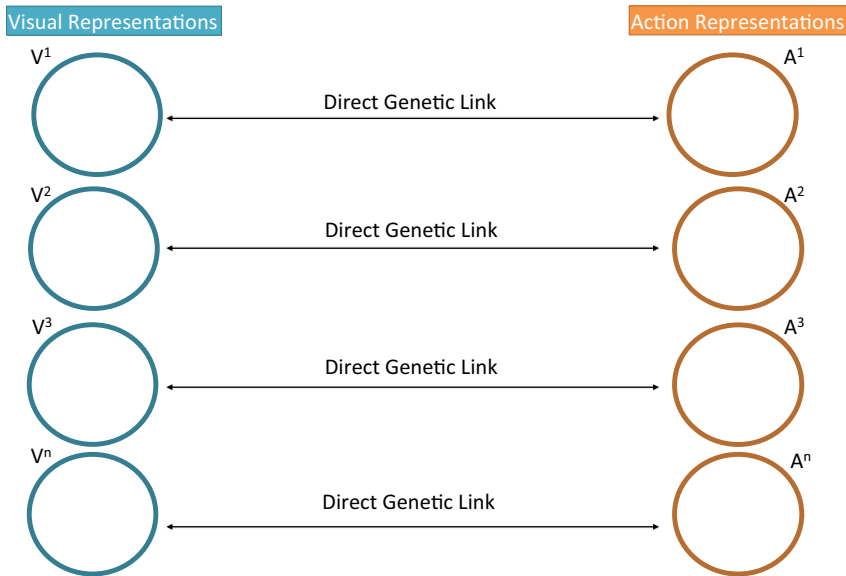 Visual Representations
Action Representations
V¹
A¹
Direct Genetic Link
V²
A²
Direct Genetic Link
V³
A³
Direct Genetic Link
Vⁿ
Aⁿ
Direct Genetic Link